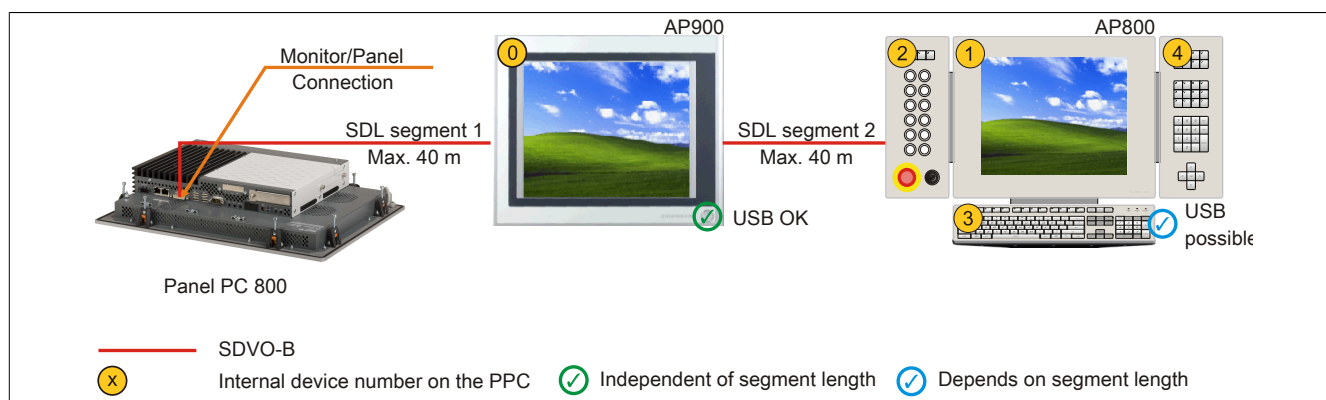 AP900
AP800
0
2
1
4
Monitor/Panel
Connection
SDL segment 1
Max. 40 m
SDL segment 2
Max. 40 m
USB OK
3
USB
possible
Panel PC 800
SDVO-B
x
Internal device number on the PPC
Independent of segment length
Depends on segment length